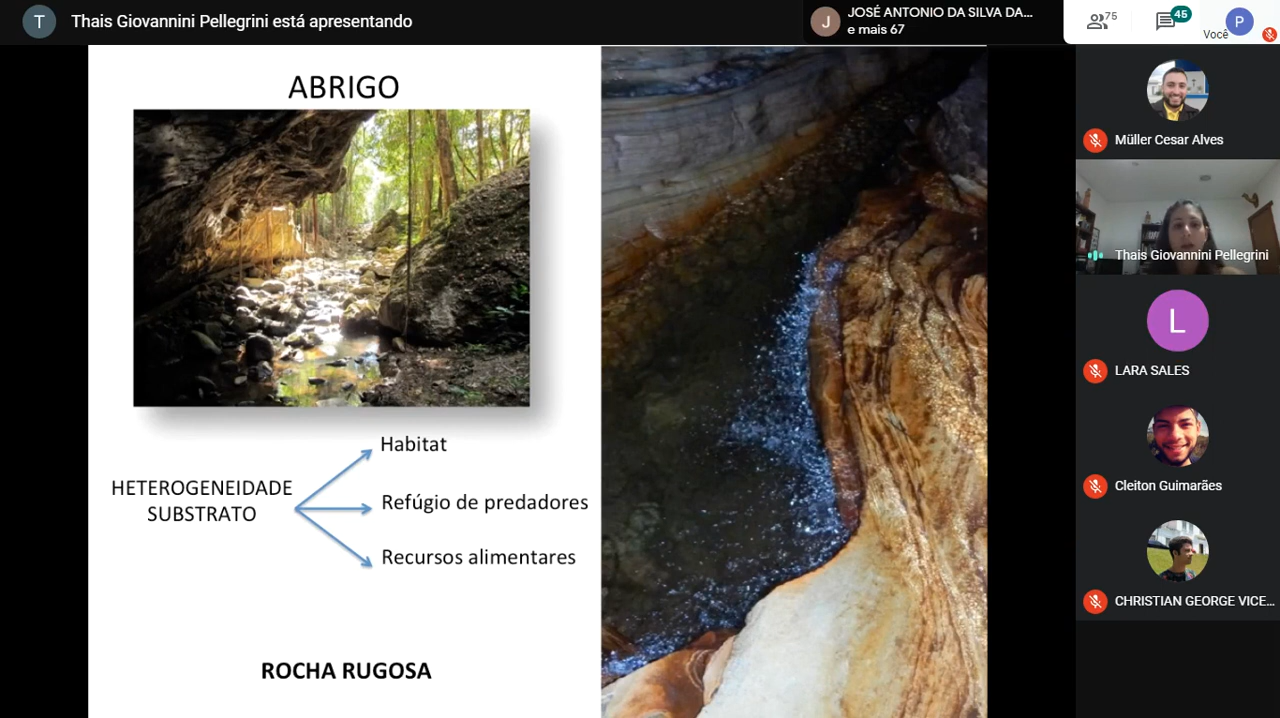 T
Thais Giovannini Pellegrini está apresentando
J
JOSÉ ANTONIO DA SILVA DA...
e mais 67
75
45
Você
P
ABRIGO
HETEROGENEIDADE
SUBSTRATO
Habitat
Refúgio de predadores
Recursos alimentares
ROCHA RUGOSA
Müller Cesar Alves
Thais Giovannini Pellegrini
L
LARA SALES
Cleiton Guimarães
CHRISTIAN GEORGE VICE...